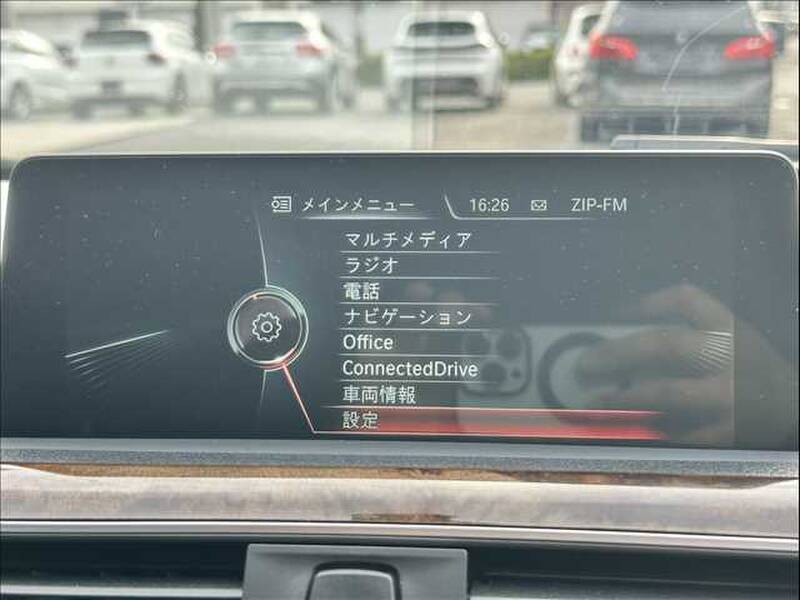 メインメニュー 16:26 ZIP-FM
マルチメディア
ラジオ
電話
ナビゲーション
Office
ConnectedDrive
車両情報
設定